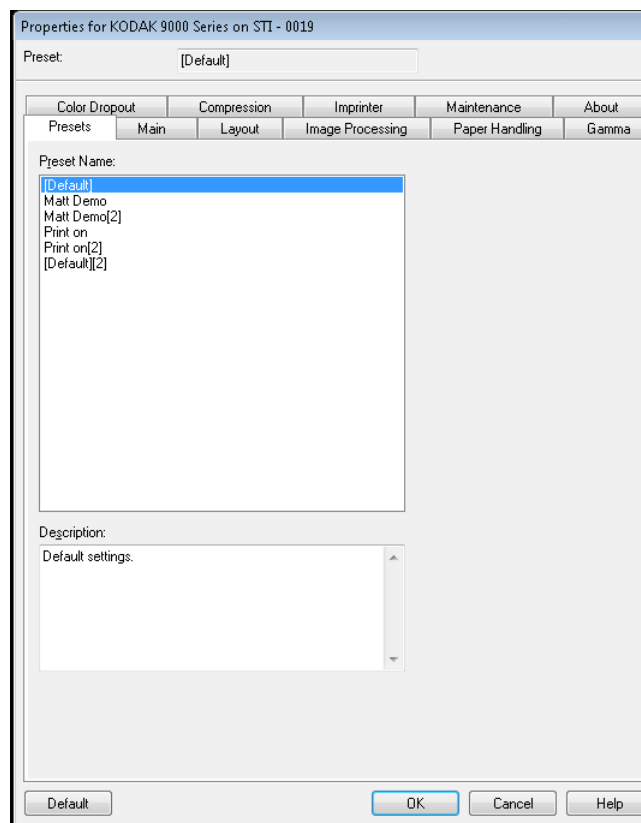 Properties for KODAK 9000 Series on STI - 0019
Preset: [Default]
Color Dropout Compression Imprinter Maintenance About
Presets Main Layout Image Processing Paper Handling Gamma
Preset Name:
[Default]
Matt Demo
Matt Demo[2]
Print on
Print on[2]
[Default][2]
Description:
Default settings.
Default OK Cancel Help